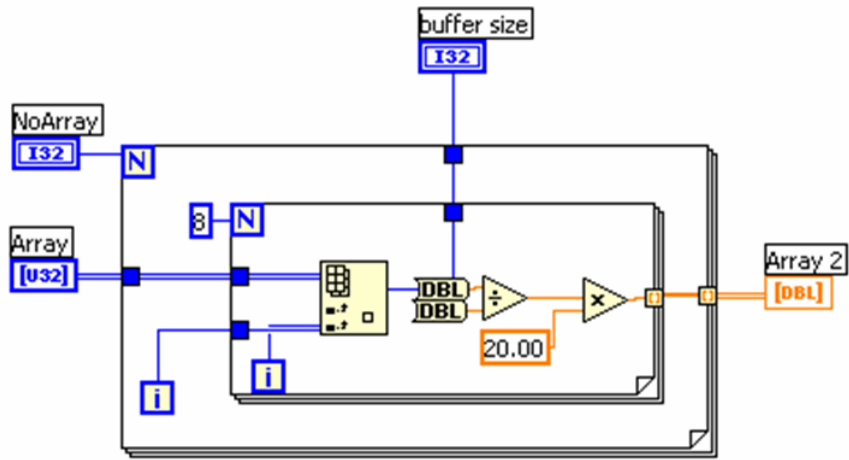 buffer size
I32
NoArray
I32
N
8
N
Array
[U32]
DBL
DBL
÷
×
20.00
i
i
Array 2
[DBL]